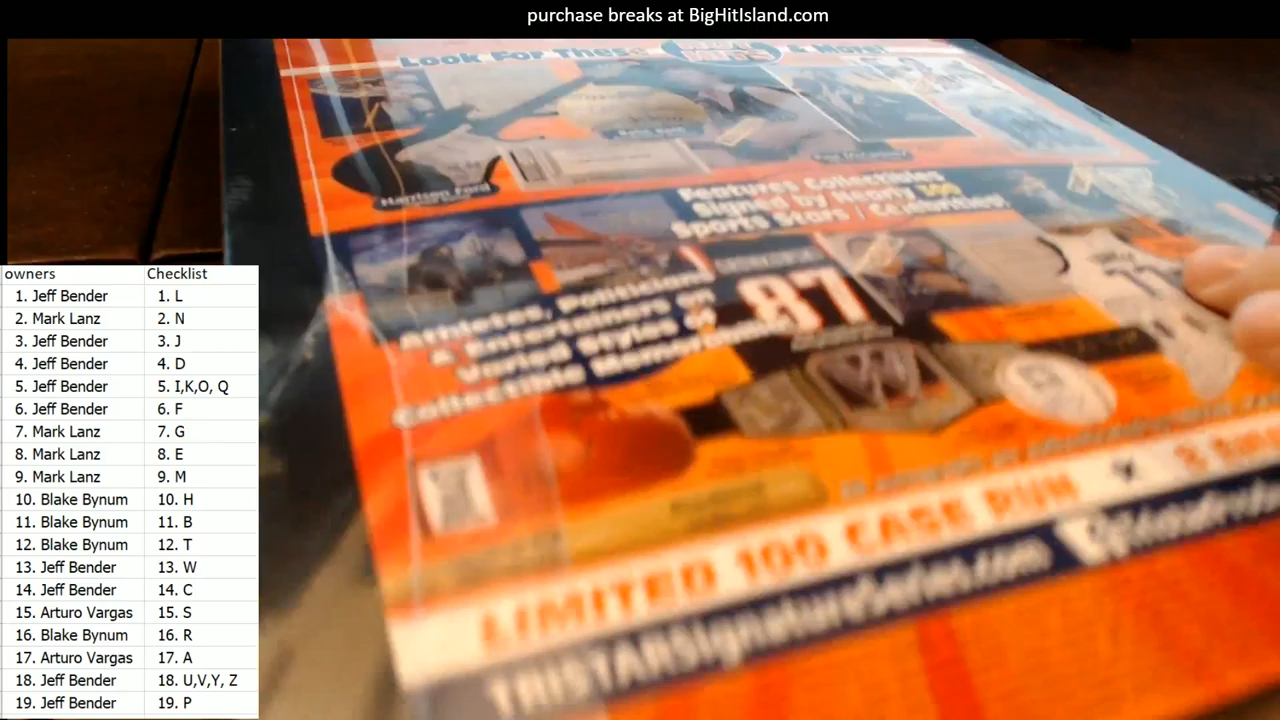 purchase breaks at BigHitIsland.com
Look For These & More!
Harrison Ford
Features Collectibles
Signed by Nearly 300
Sports Stars / Celebrities!
Athletes, Politicians
& Entertainers on
Varied Styles of
Collectible Memorabilia
87
LIMITED 100 CASE RUN
TRISTARSignatureSeries.com
owners Checklist
1. Jeff Bender 1. L
2. Mark Lanz 2. N
3. Jeff Bender 3. J
4. Jeff Bender 4. D
5. Jeff Bender 5. I,K,O, Q
6. Jeff Bender 6. F
7. Mark Lanz 7. G
8. Mark Lanz 8. E
9. Mark Lanz 9. M
10. Blake Bynum 10. H
11. Blake Bynum 11. B
12. Blake Bynum 12. T
13. Jeff Bender 13. W
14. Jeff Bender 14. C
15. Arturo Vargas 15. S
16. Blake Bynum 16. R
17. Arturo Vargas 17. A
18. Jeff Bender 18. U,V,Y, Z
19. Jeff Bender 19. P